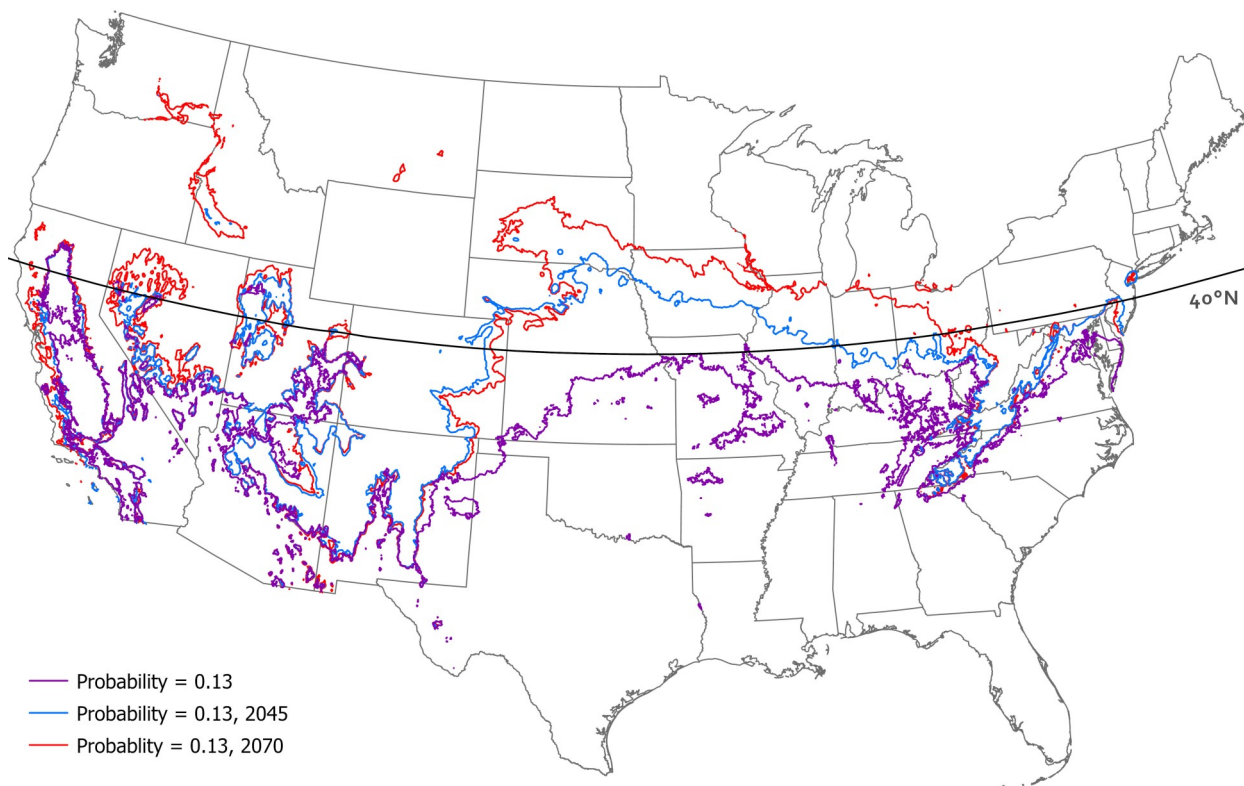 40°N
Probability = 0.13
Probability = 0.13, 2045
Probablity = 0.13, 2070